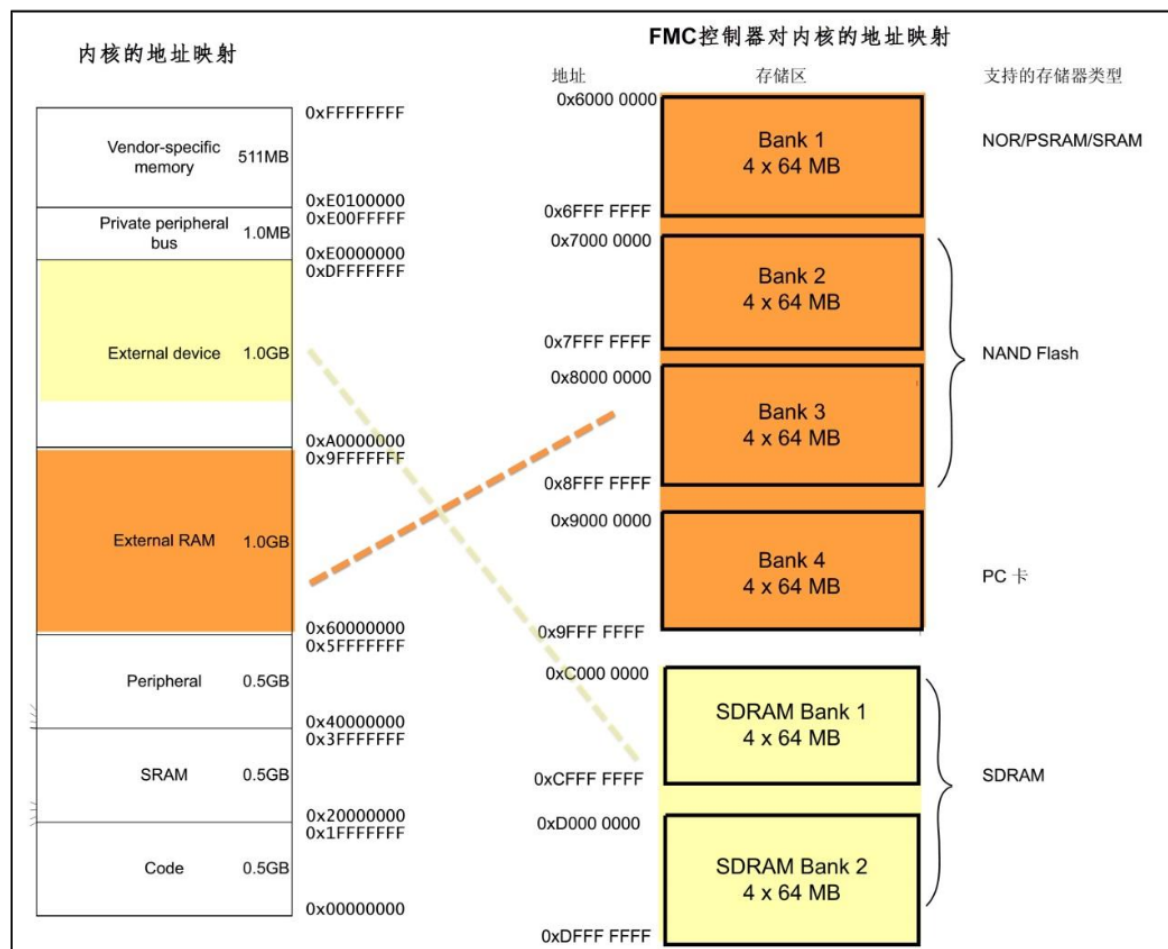 内核的地址映射
0xFFFFFFFF
Vendor-specific
memory
511MB
0xE0100000
0xE00FFFFF
Private peripheral
bus
1.0MB
0xE0000000
0xDFFFFFFF
External device
1.0GB
0xA0000000
0x9FFFFFFF
External RAM
1.0GB
0x60000000
0x5FFFFFFF
Peripheral
0.5GB
0x40000000
0x3FFFFFFF
SRAM
0.5GB
0x20000000
0x1FFFFFFF
Code
0.5GB
0x00000000
FMC控制器对内核的地址映射
地址
存储区
支持的存储器类型
0x6000 0000
Bank 1
4 x 64 MB
NOR/PSRAM/SRAM
0x6FFF FFFF
0x7000 0000
Bank 2
4 x 64 MB
0x7FFF FFFF
NAND Flash
0x8000 0000
Bank 3
4 x 64 MB
0x8FFF FFFF
0x9000 0000
Bank 4
4 x 64 MB
PC 卡
0x9FFF FFFF
0xC000 0000
SDRAM Bank 1
4 x 64 MB
0xCFFF FFFF
SDRAM
0xD000 0000
SDRAM Bank 2
4 x 64 MB
0xDFFF FFFF